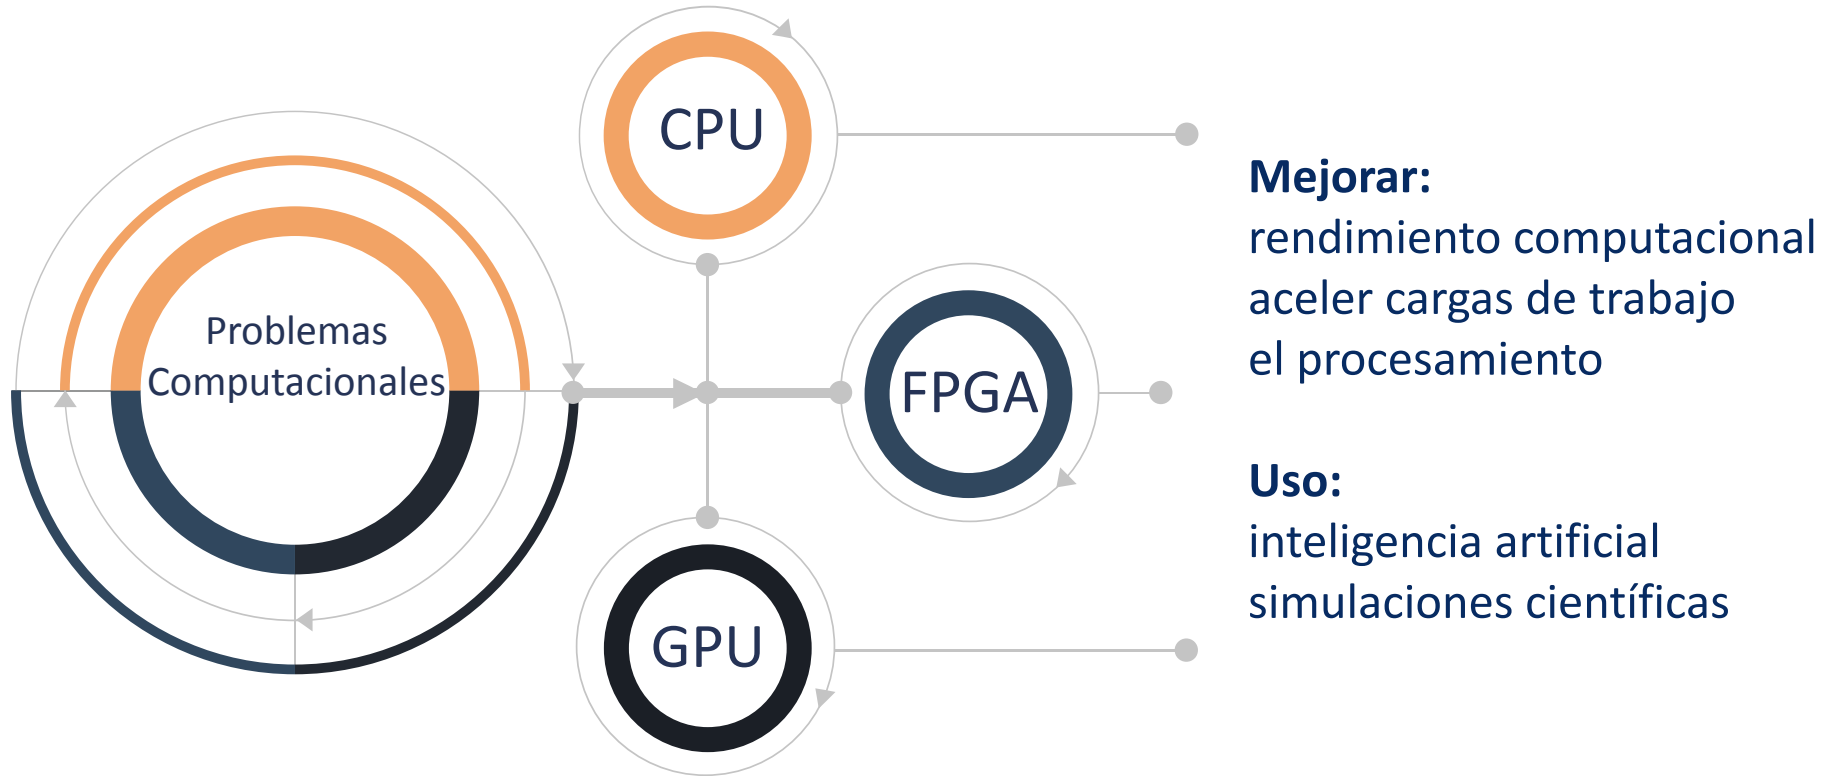 Problemas
Computacionales
CPU
FPGA
GPU
Mejorar:
rendimiento computacional
aceler cargas de trabajo
el procesamiento
Uso:
inteligencia artificial
simulaciones científicas